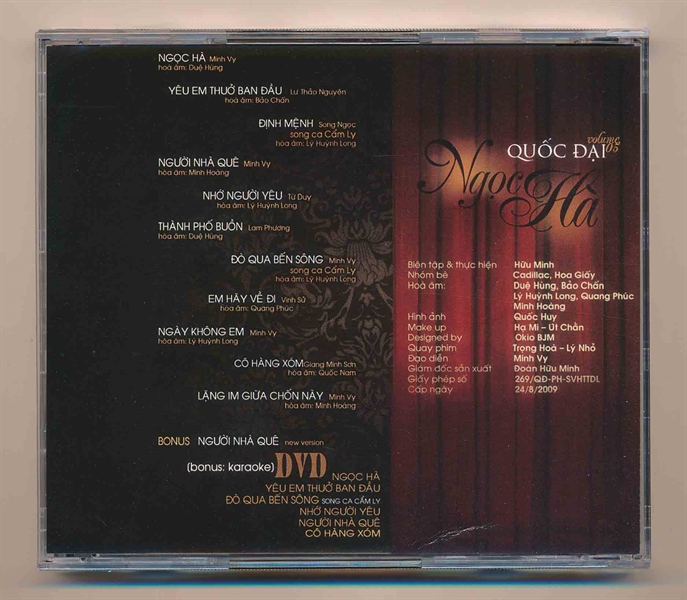 NGỌC HÀ Minh Vy
hoà âm: Duệ Hùng
YÊU EM THUỞ BAN ĐẦU Lư Thảo Nguyên
hoà âm: Bảo Chấn
ĐỊNH MỆNH Song Ngọc
song ca Cẩm Ly
hòa âm: Lý Huỳnh Long
NGƯỜI NHÀ QUÊ Minh Vy
hòa âm: Minh Hoàng
NHỚ NGƯỜI YÊU Tú Duy
hòa âm: Lý Huỳnh Long
THÀNH PHỐ BUỒN Lam Phương
hòa âm: Duệ Hùng
ĐÒ QUA BẾN SÔNG Minh Vy
song ca Cẩm Ly
hòa âm: Lý Huỳnh Long
EM HÃY VỀ ĐI Vinh Sử
hòa âm: Quang Phúc
NGÀY KHÔNG EM Minh Vy
hòa âm: Lý Huỳnh Long
CÔ HÀNG XÓM Giang Minh Sơn
hòa âm: Quốc Nam
LẶNG IM GIỮA CHỐN NÀY Minh Vy
hòa âm: Minh Hoàng
BONUS NGƯỜI NHÀ QUÊ new version
(bonus: karaoke) DVD
NGỌC HÀ
YÊU EM THUỞ BAN ĐẦU
ĐÒ QUA BẾN SÔNG SONG CA CẨM LY
NHỚ NGƯỜI YÊU
NGƯỜI NHÀ QUÊ
CÔ HÀNG XÓM
volume 05
QUỐC ĐẠI
Ngọc Hà
Biên tập & thực hiện Hữu Minh
Nhóm bè Cadillac, Hoa Giấy
Hoà âm: Duệ Hùng, Bảo Chấn
Lý Huỳnh Long, Quang Phúc
Minh Hoàng
Hình ảnh Quốc Huy
Make up Hạ Mi – Út Chần
Designed by Okio BJM
Quay phim Trọng Hoà – Lý Nhỏ
Đạo diễn Minh Vy
Giám đốc sản xuất Đoàn Hữu Minh
Giấy phép số 269/QĐ-PH-SVHTTDL
Cấp ngày 24/8/2009